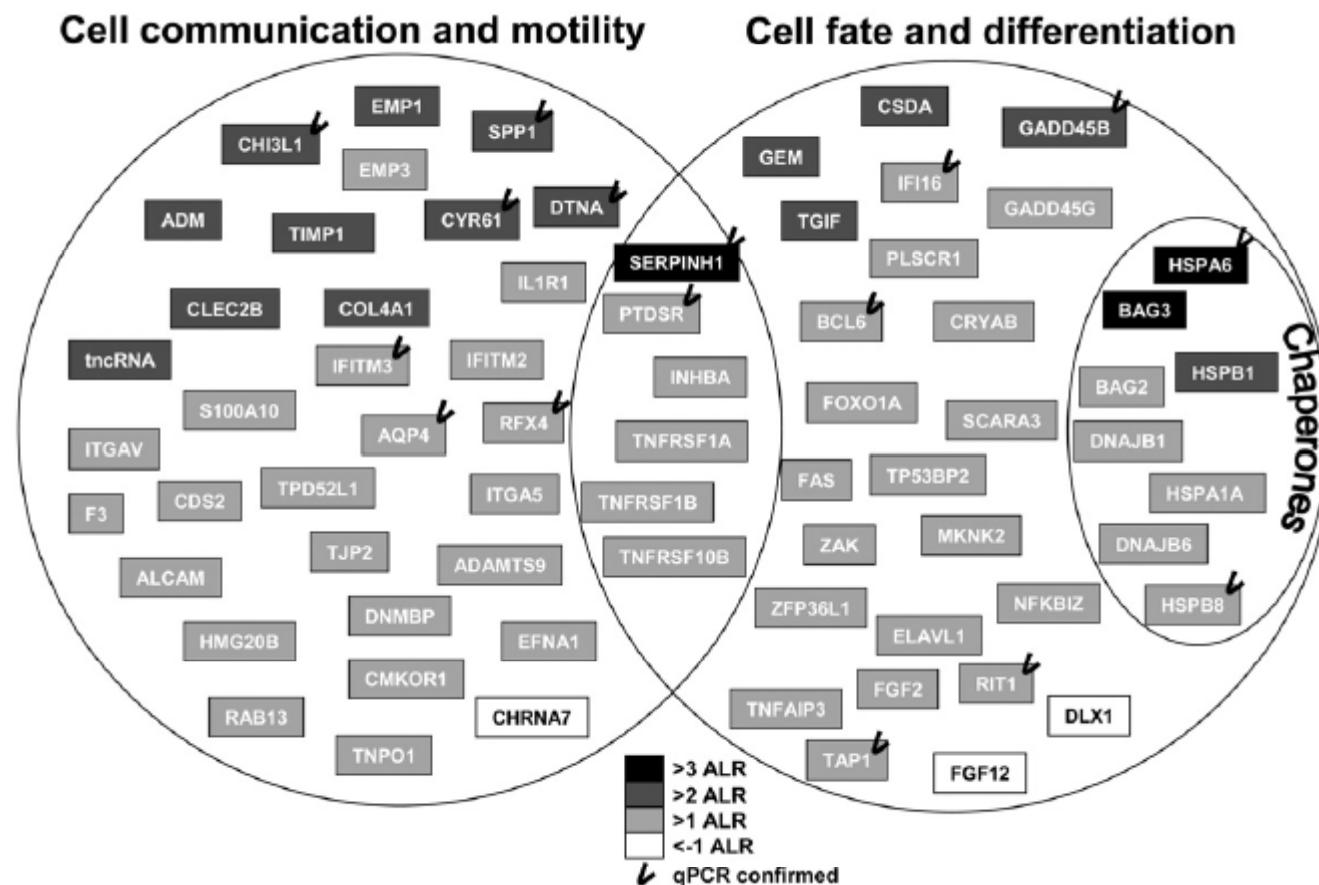 Cell communication and motility
Cell fate and differentiation
EMP1
CHI3L1
SPP1
EMP3
ADM
TIMP1
CYR61
DTNA
IL1R1
CLEC2B
COL4A1
tncRNA
IFITM3
IFITM2
S100A10
AQP4
RFX4
ITGAV
F3
CDS2
TPD52L1
ITGA5
TJP2
ADAMTS9
ALCAM
DNMBP
HMG20B
EFNA1
CMKOR1
RAB13
CHRNA7
TNPO1
SERPINH1
PTDSR
INHBA
TNFRSF1A
TNFRSF1B
TNFRSF10B
CSDA
GADD45B
GEM
IFI16
GADD45G
TGIF
PLSCR1
BCL6
CRYAB
FOXO1A
SCARA3
FAS
TP53BP2
ZAK
MKNK2
ZFP36L1
NFKBIZ
ELAVL1
FGF2
RIT1
TNFAIP3
DLX1
TAP1
FGF12
Chaperones
HSPA6
BAG3
HSPB1
BAG2
DNAJB1
HSPA1A
DNAJB6
HSPB8
>3 ALR
>2 ALR
>1 ALR
<-1 ALR
qPCR confirmed